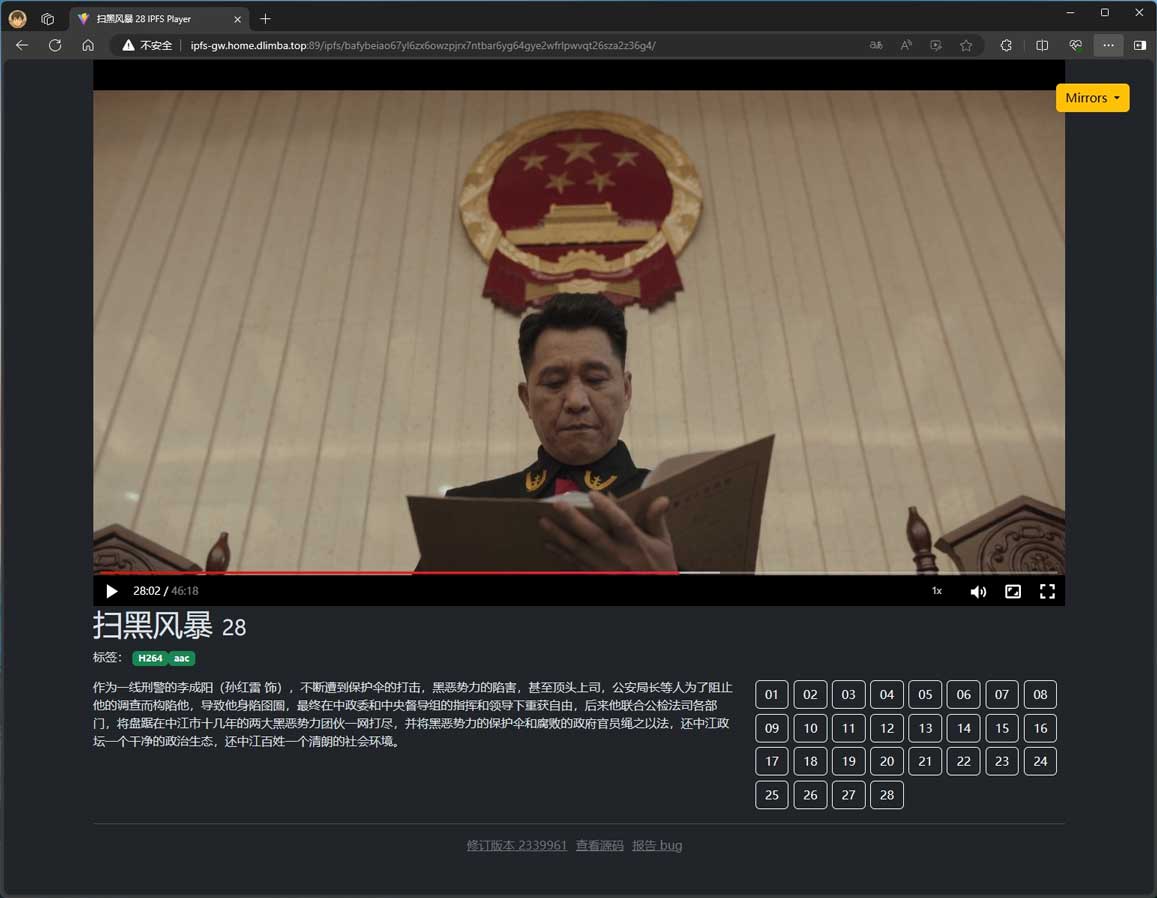 扫黑风暴 28 IPFS Player
不安全
ipfs-gw.home.dlimba.top:89/ipfs/bafybeiao67yl6zx6owzpjrx7ntbar6yg64gye2wfrlpwvqt26sza2z36g4/
Mirrors
28:02 / 46:18
1x
扫黑风暴 28
标签： H264 aac
作为一线刑警的李成阳（孙红雷 饰），不断遭到保护伞的打击，黑恶势力的陷害，甚至顶头上司，公安局长等人为了阻止
他的调查而构陷他，导致他身陷囹圄，最终在中政委和中央督导组的指挥和领导下重获自由，后来他联合公检法司各部
门，将盘踞在中江市十几年的两大黑恶势力团伙一网打尽，并将黑恶势力的保护伞和腐败的政府官员绳之以法，还中江政
坛一个干净的政治生态，还中江百姓一个清朗的社会环境。
01 02 03 04 05 06 07 08
09 10 11 12 13 14 15 16
17 18 19 20 21 22 23 24
25 26 27 28
修订版本 2339961 查看源码 报告 bug